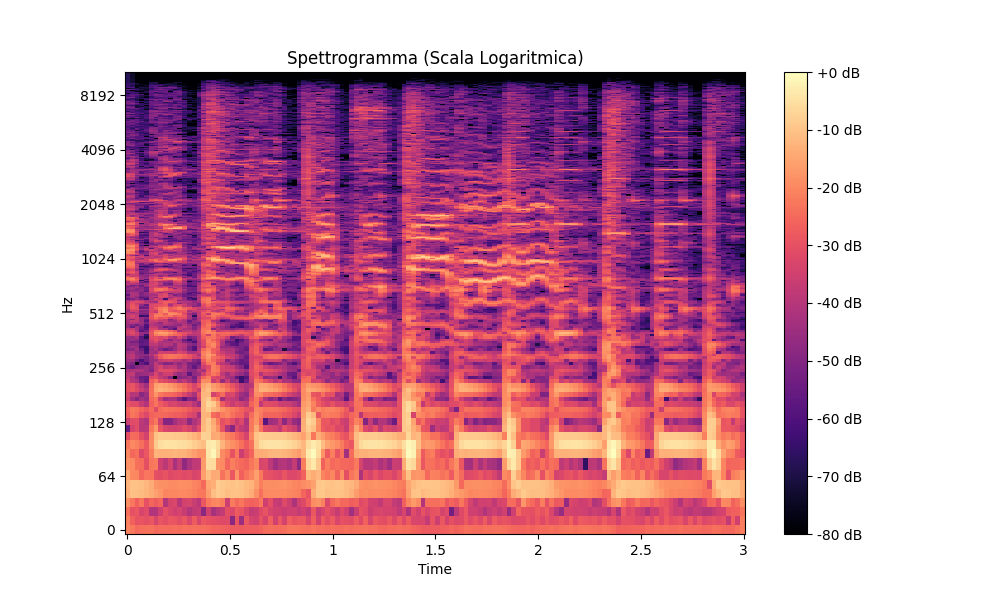 Spettrogramma (Scala Logaritmica)
Hz
8192
4096
2048
1024
512
256
128
64
0
0 0.5 1 1.5 2 2.5 3
Time
+0 dB
-10 dB
-20 dB
-30 dB
-40 dB
-50 dB
-60 dB
-70 dB
-80 dB